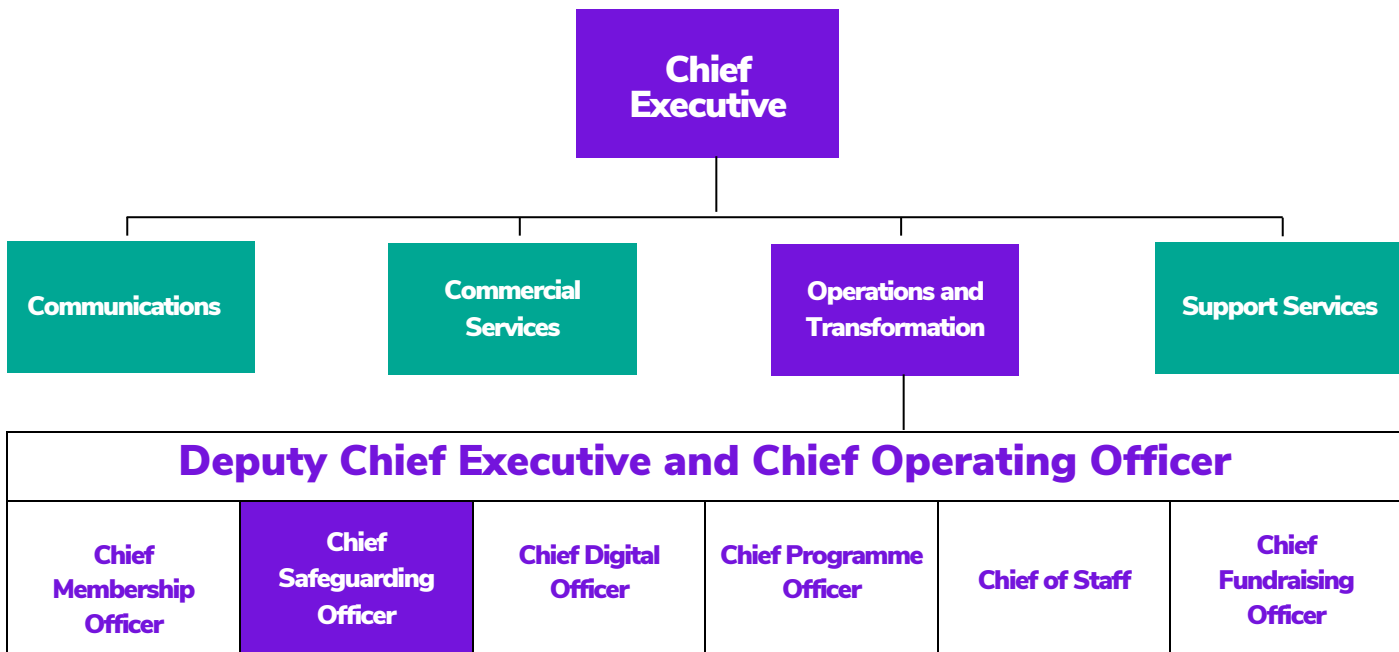 Chief
Executive
Communications
Commercial
Services
Operations and
Transformation
Support Services
Deputy Chief Executive and Chief Operating Officer
Chief
Membership
Officer
Chief
Safeguarding
Officer
Chief Digital
Officer
Chief Programme
Officer
Chief of Staff
Chief
Fundraising
Officer